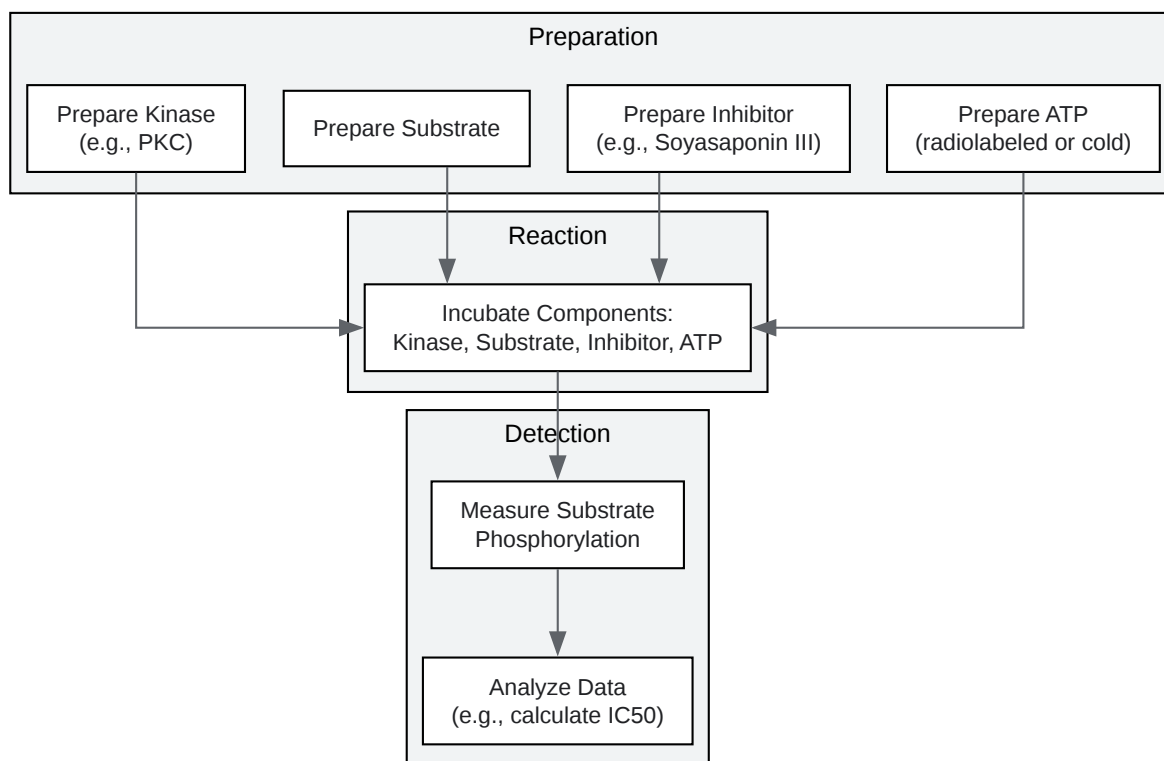 Preparation
Prepare Kinase
(e.g., PKC)
Prepare Substrate
Prepare Inhibitor
(e.g., Soyasaponin III)
Prepare ATP
(radiolabeled or cold)
Reaction
Incubate Components:
Kinase, Substrate, Inhibitor, ATP
Detection
Measure Substrate
Phosphorylation
Analyze Data
(e.g., calculate IC50)